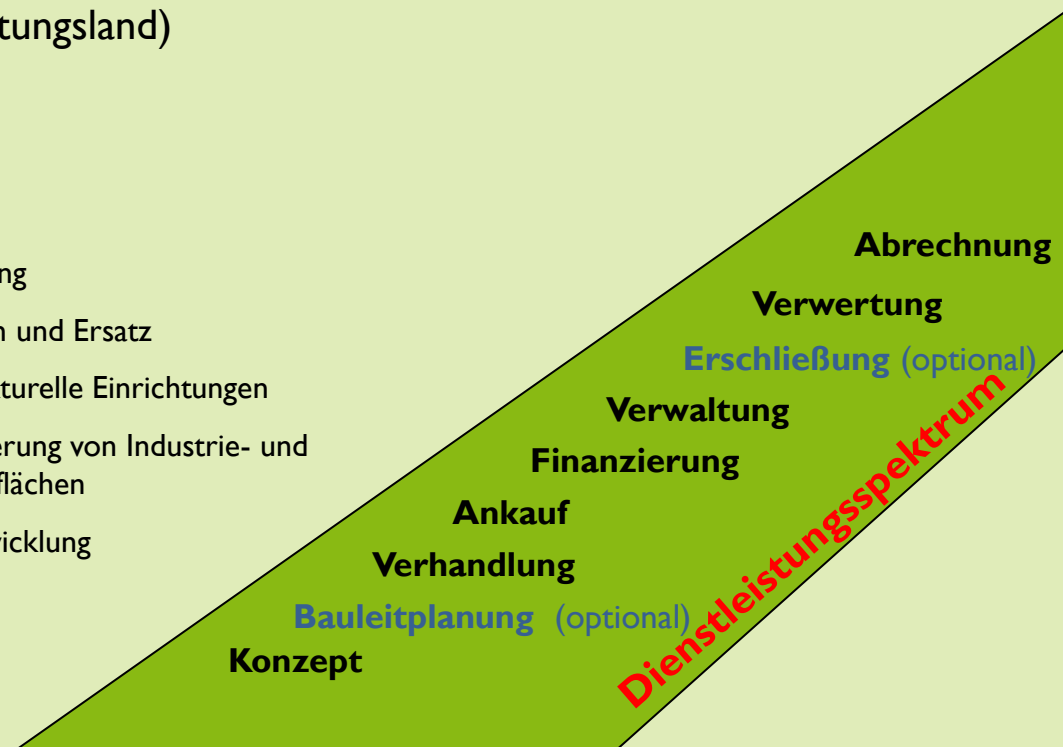 tungsland)
ng
n und Ersatz
turelle Einrichtungen
erung von Industrie- und
flächen
vicklung
Abrechnung
Verwertung
Erschließung (optional)
Verwaltung
Finanzierung
Ankauf
Verhandlung
Bauleitplanung (optional)
Konzept
Dienstleistungsspektrum